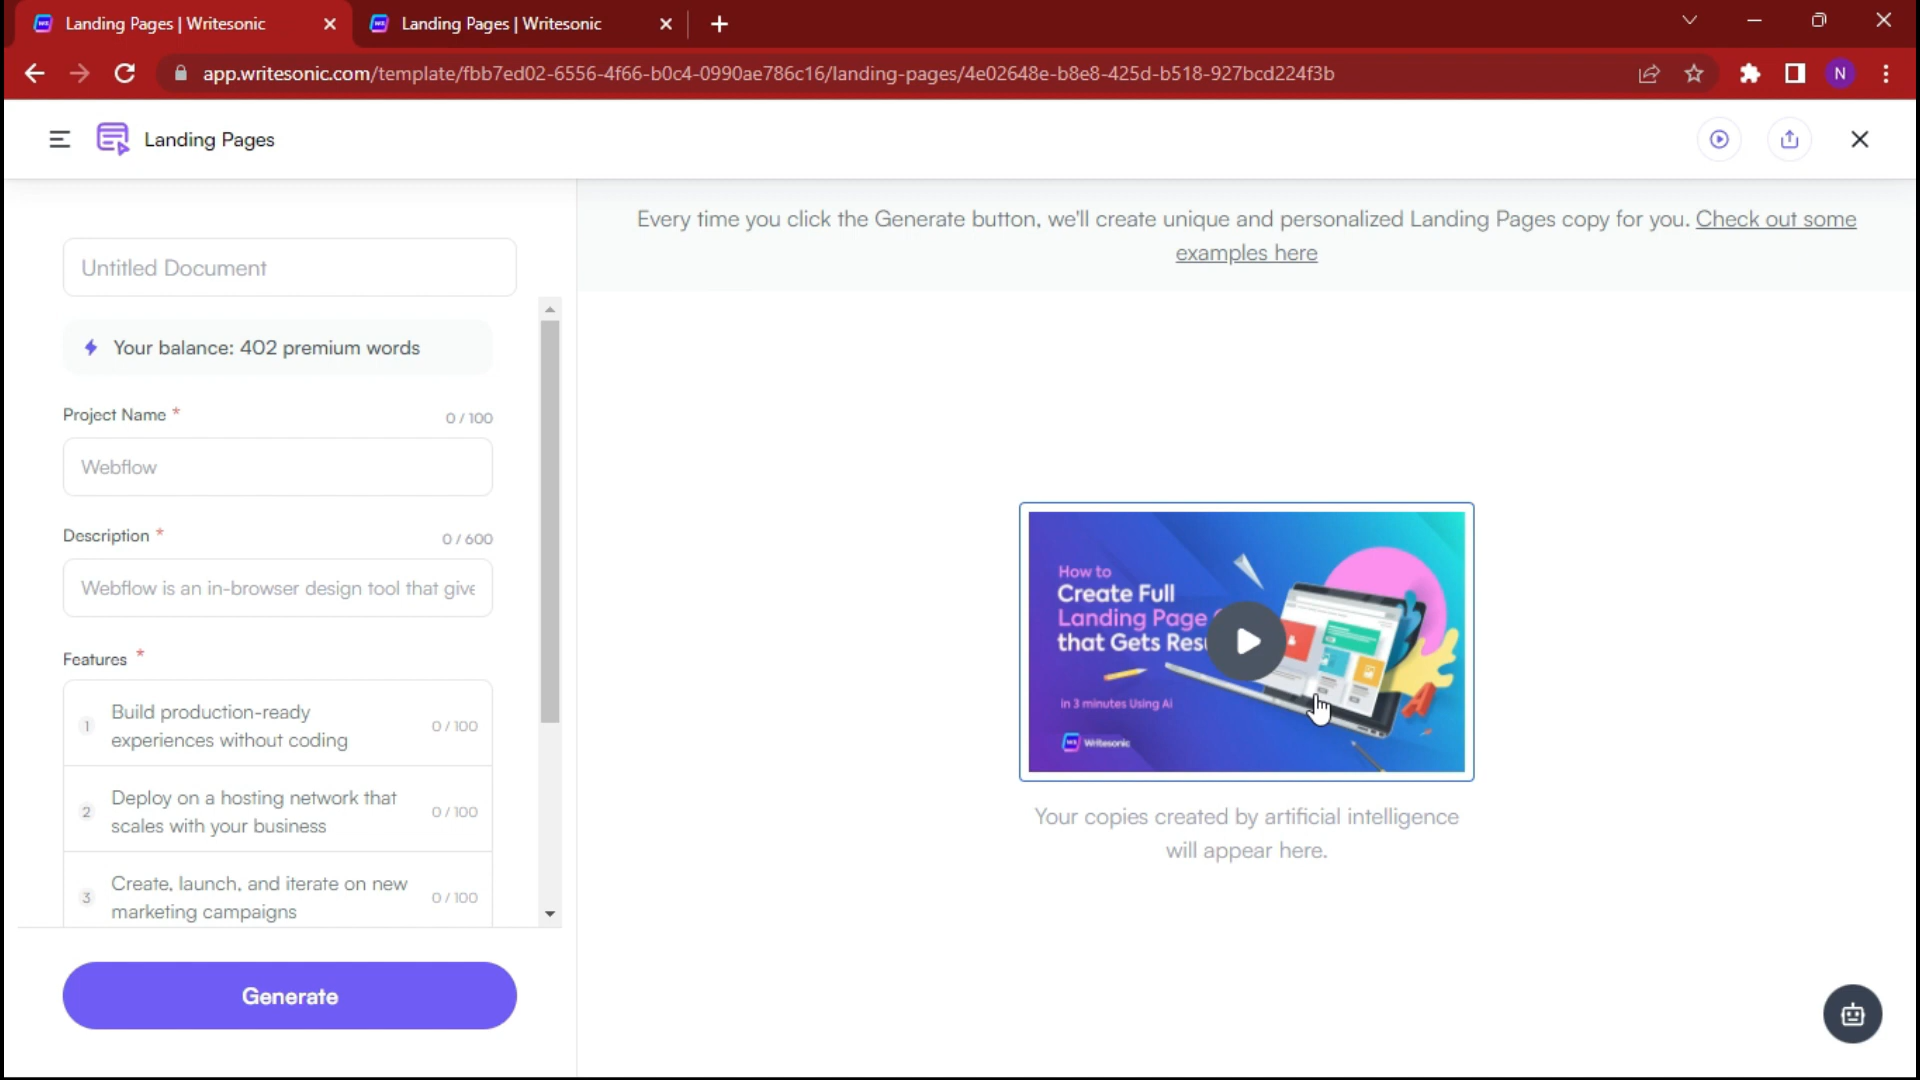 Landing Pages | Writesonic
Landing Pages | Writesonic
app.writesonic.com/template/fbb7ed02-6556-4f66-b0c4-0990ae786c16/landing-pages/4e02648e-b8e8-425d-b518-927bcd224f3b
N
Landing Pages
Untitled Document
Your balance: 402 premium words
Project Name *
0 / 100
Webflow
Description *
0 / 600
Webflow is an in-browser design tool that give
Features *
1 Build production-ready
experiences without coding
0 / 100
2 Deploy on a hosting network that
scales with your business
0 / 100
3 Create, launch, and iterate on new
marketing campaigns
0 / 100
Generate
Every time you click the Generate button, we'll create unique and personalized Landing Pages copy for you. Check out some
examples here
How to
Create Full
Landing Page
that Gets Res
in 3 minutes Using Ai
Writesonic
Your copies created by artificial intelligence
will appear here.